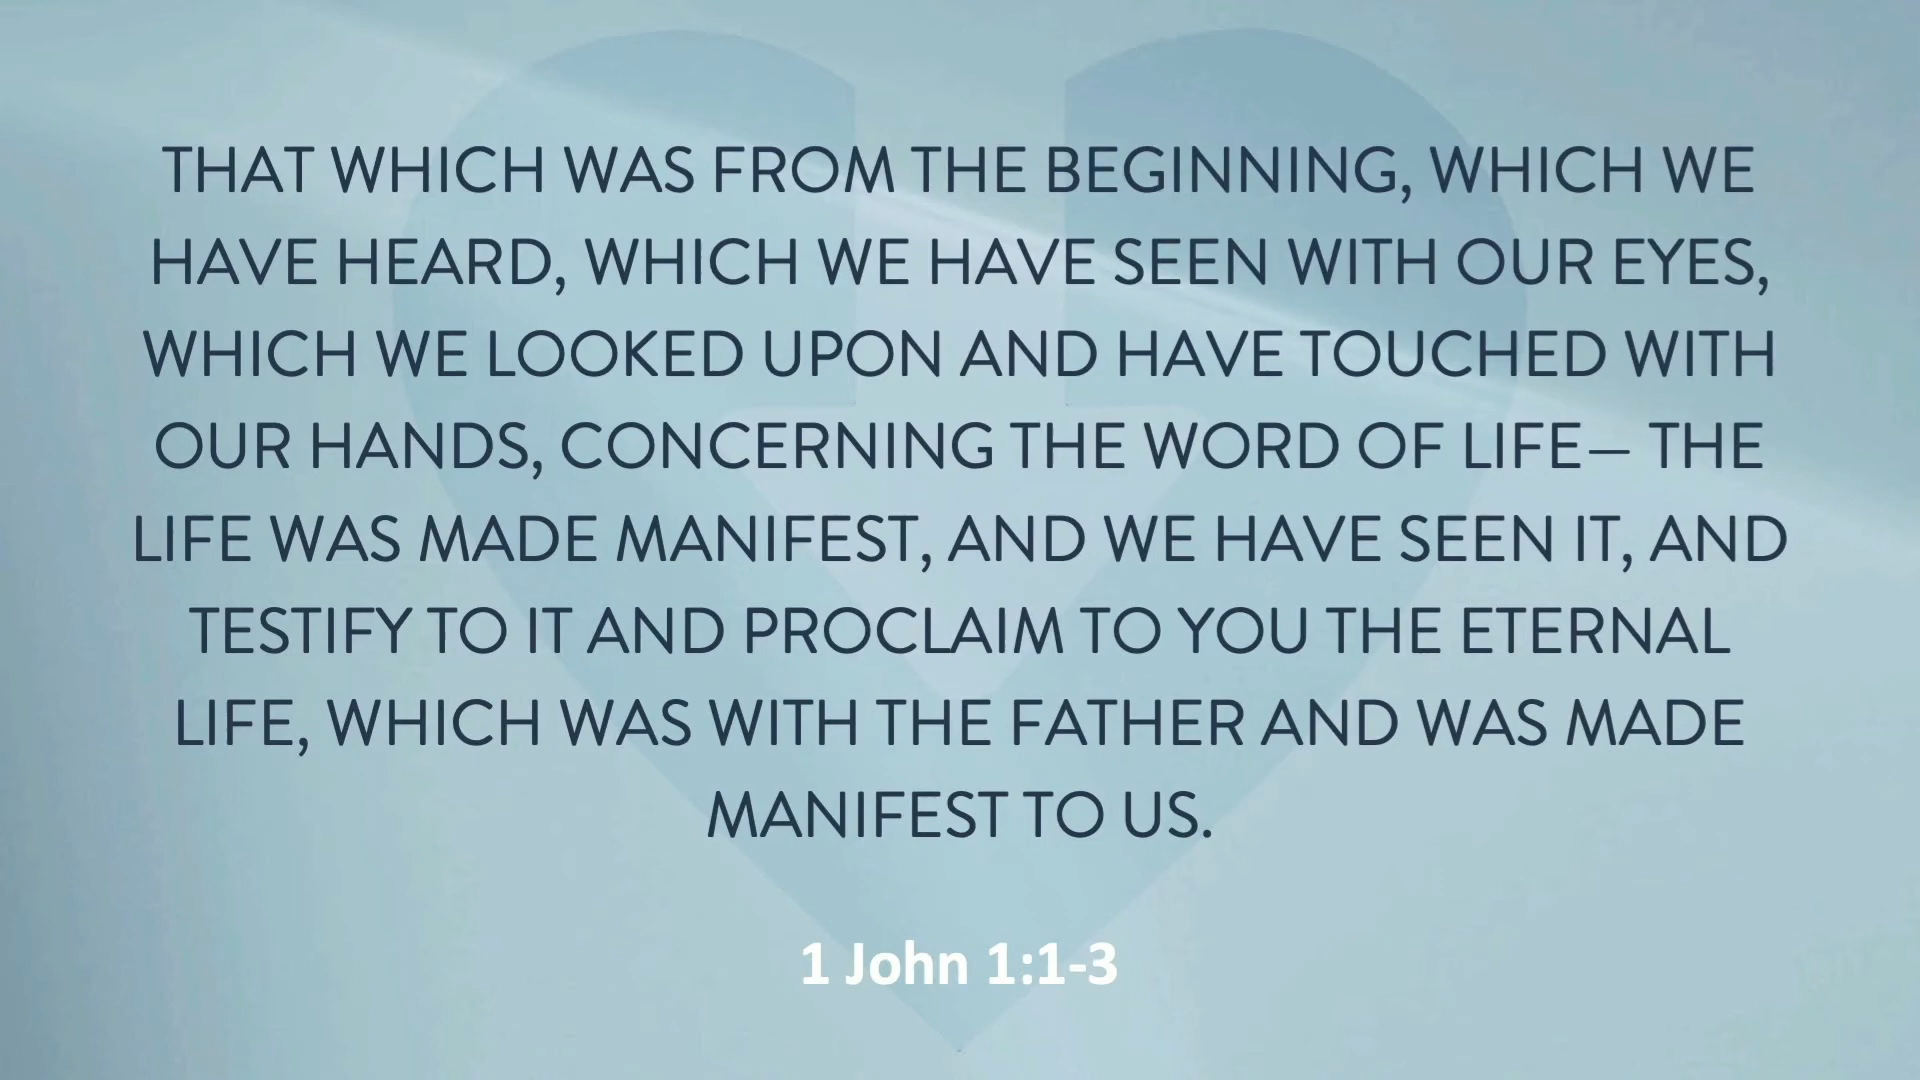 THAT WHICH WAS FROM THE BEGINNING, WHICH WE
HAVE HEARD, WHICH WE HAVE SEEN WITH OUR EYES,
WHICH WE LOOKED UPON AND HAVE TOUCHED WITH
OUR HANDS, CONCERNING THE WORD OF LIFE— THE
LIFE WAS MADE MANIFEST, AND WE HAVE SEEN IT, AND
TESTIFY TO IT AND PROCLAIM TO YOU THE ETERNAL
LIFE, WHICH WAS WITH THE FATHER AND WAS MADE
MANIFEST TO US.
1 John 1:1-3